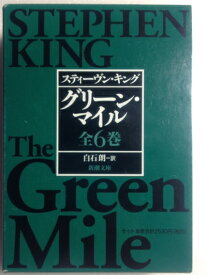 STEPHEN
KING
スティーヴン・キング
グリーン・
マイル
全6巻
白石 朗=訳
新潮文庫
The
Green
Mile